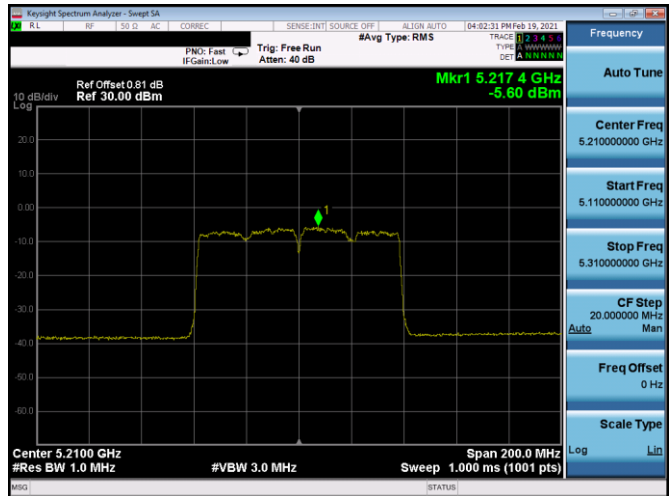 Keysight Spectrum Analyzer - Swept SA
RL RF 50 Ω AC CORREC SENSE:INT SOURCE OFF ALIGN AUTO 04:02:31 PM Feb 19, 2021
#Avg Type: RMS
TRACE 1 2 3 4 5 6
PNO: Fast Trig: Free Run TYPE A WWWWW
IFGain:Low Atten: 40 dB DET A N N N N N
Mkr1 5.217 4 GHz
-5.60 dBm
Ref Offset 0.81 dB
10 dB/div Ref 30.00 dBm
Log
20.0
10.0
0.00
1
-10.0
-20.0
-30.0
-40.0
-50.0
-60.0
Center 5.2100 GHz Span 200.0 MHz
#Res BW 1.0 MHz #VBW 3.0 MHz Sweep 1.000 ms (1001 pts)
MSG STATUS
Frequency
Auto Tune
Center Freq
5.210000000 GHz
Start Freq
5.110000000 GHz
Stop Freq
5.310000000 GHz
CF Step
20.000000 MHz
Auto Man
Freq Offset
0 Hz
Scale Type
Log Lin